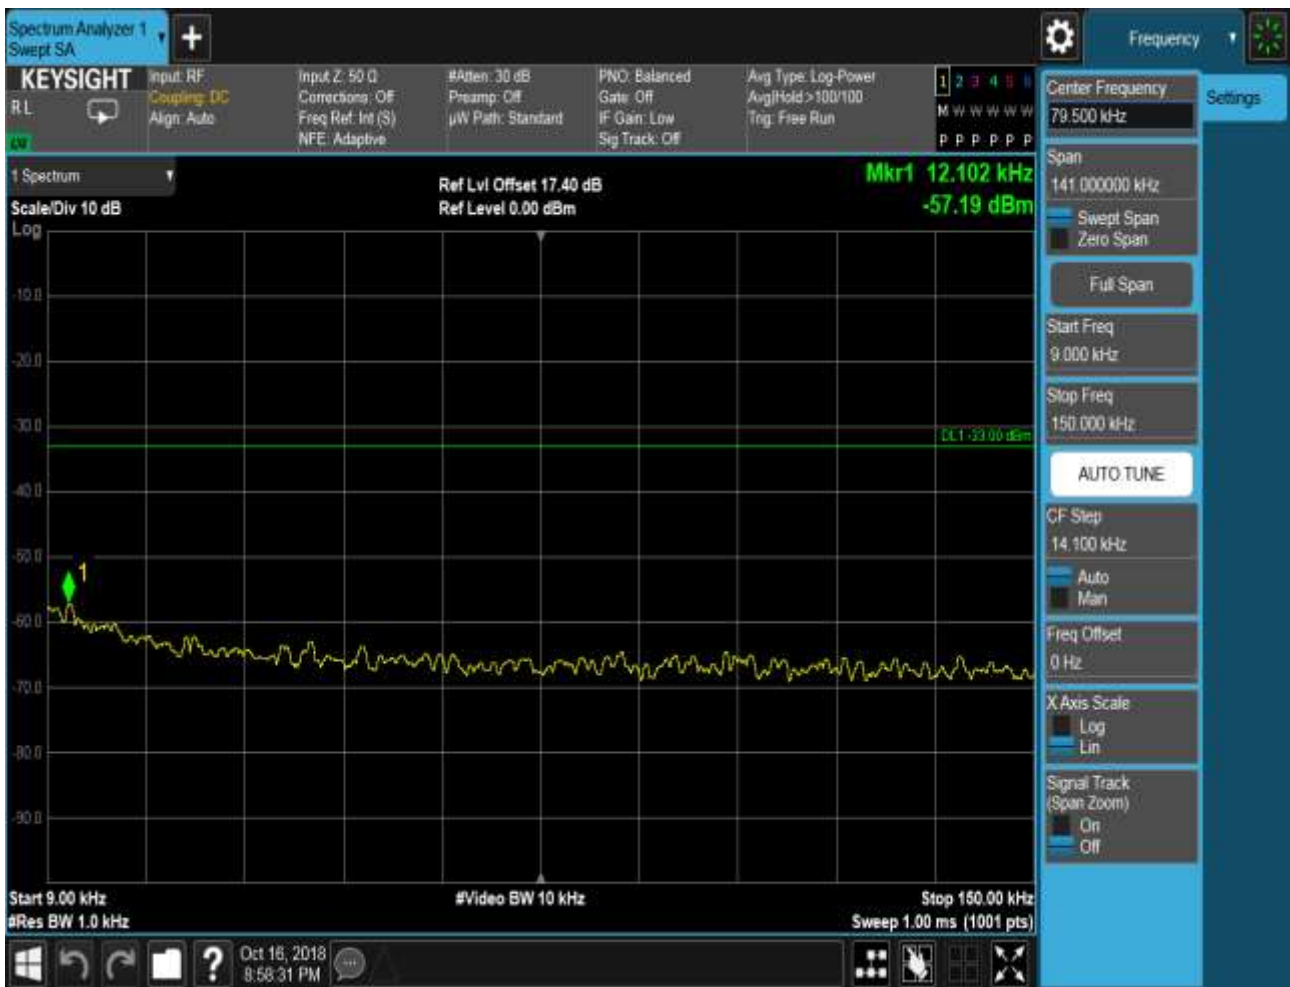 Spectrum Analyzer 1
Swept SA
+
Frequency
KEYSIGHT
R L
Input: RF
Coupling: DC
Align: Auto
Input Z: 50 Ω
Corrections: Off
Freq Ref: Int (S)
NFE: Adaptive
#Atten: 30 dB
Preamp: Off
µW Path: Standard
PNO: Balanced
Gate: Off
IF Gain: Low
Sig Track: Off
Avg Type: Log-Power
Avg|Hold >100/100
Trig: Free Run
1 2 3 4 5 6
M W W W W W
P P P P P P
1 Spectrum
Scale/Div 10 dB
Log
Ref Lvl Offset 17.40 dB
Ref Level 0.00 dBm
Mkr1 12.102 kHz
-57.19 dBm
-10.0
-20.0
-30.0
DL1 -33.00 dBm
-40.0
-50.0
1
-60.0
-70.0
-80.0
-90.0
Start 9.00 kHz
#Res BW 1.0 kHz
#Video BW 10 kHz
Stop 150.00 kHz
Sweep 1.00 ms (1001 pts)
Center Frequency
79.500 kHz
Settings
Span
141.000000 kHz
Swept Span
Zero Span
Full Span
Start Freq
9.000 kHz
Stop Freq
150.000 kHz
AUTO TUNE
CF Step
14.100 kHz
Auto
Man
Freq Offset
0 Hz
X Axis Scale
Log
Lin
Signal Track
(Span Zoom)
On
Off
?
Oct 16, 2018
8:58:31 PM